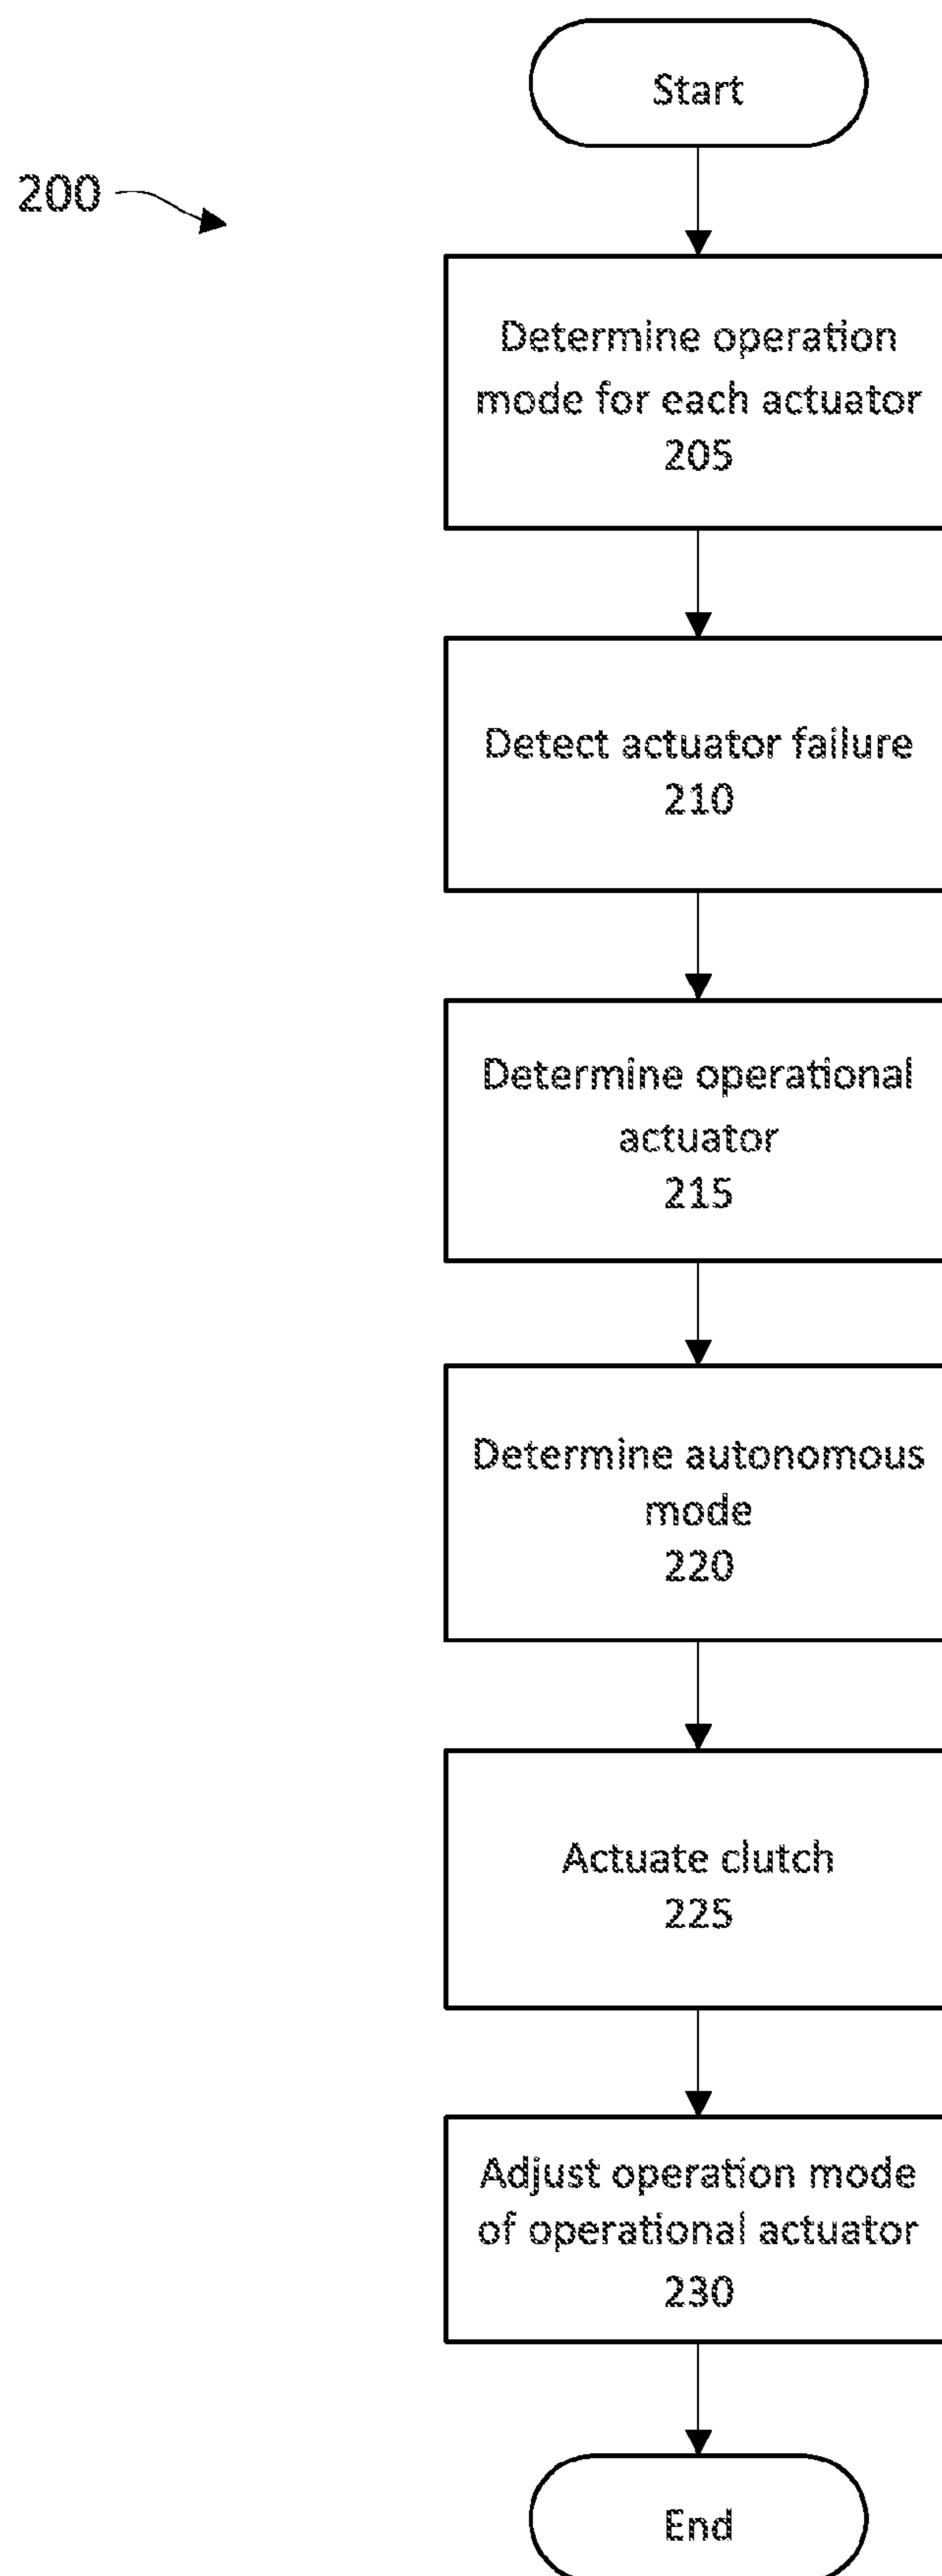 Start
200
Determine operation
mode for each actuator
205
Detect actuator failure
210
Determine operational
actuator
215
Determine autonomous
mode
220
Actuate clutch
225
Adjust operation mode
of operational actuator
230
End